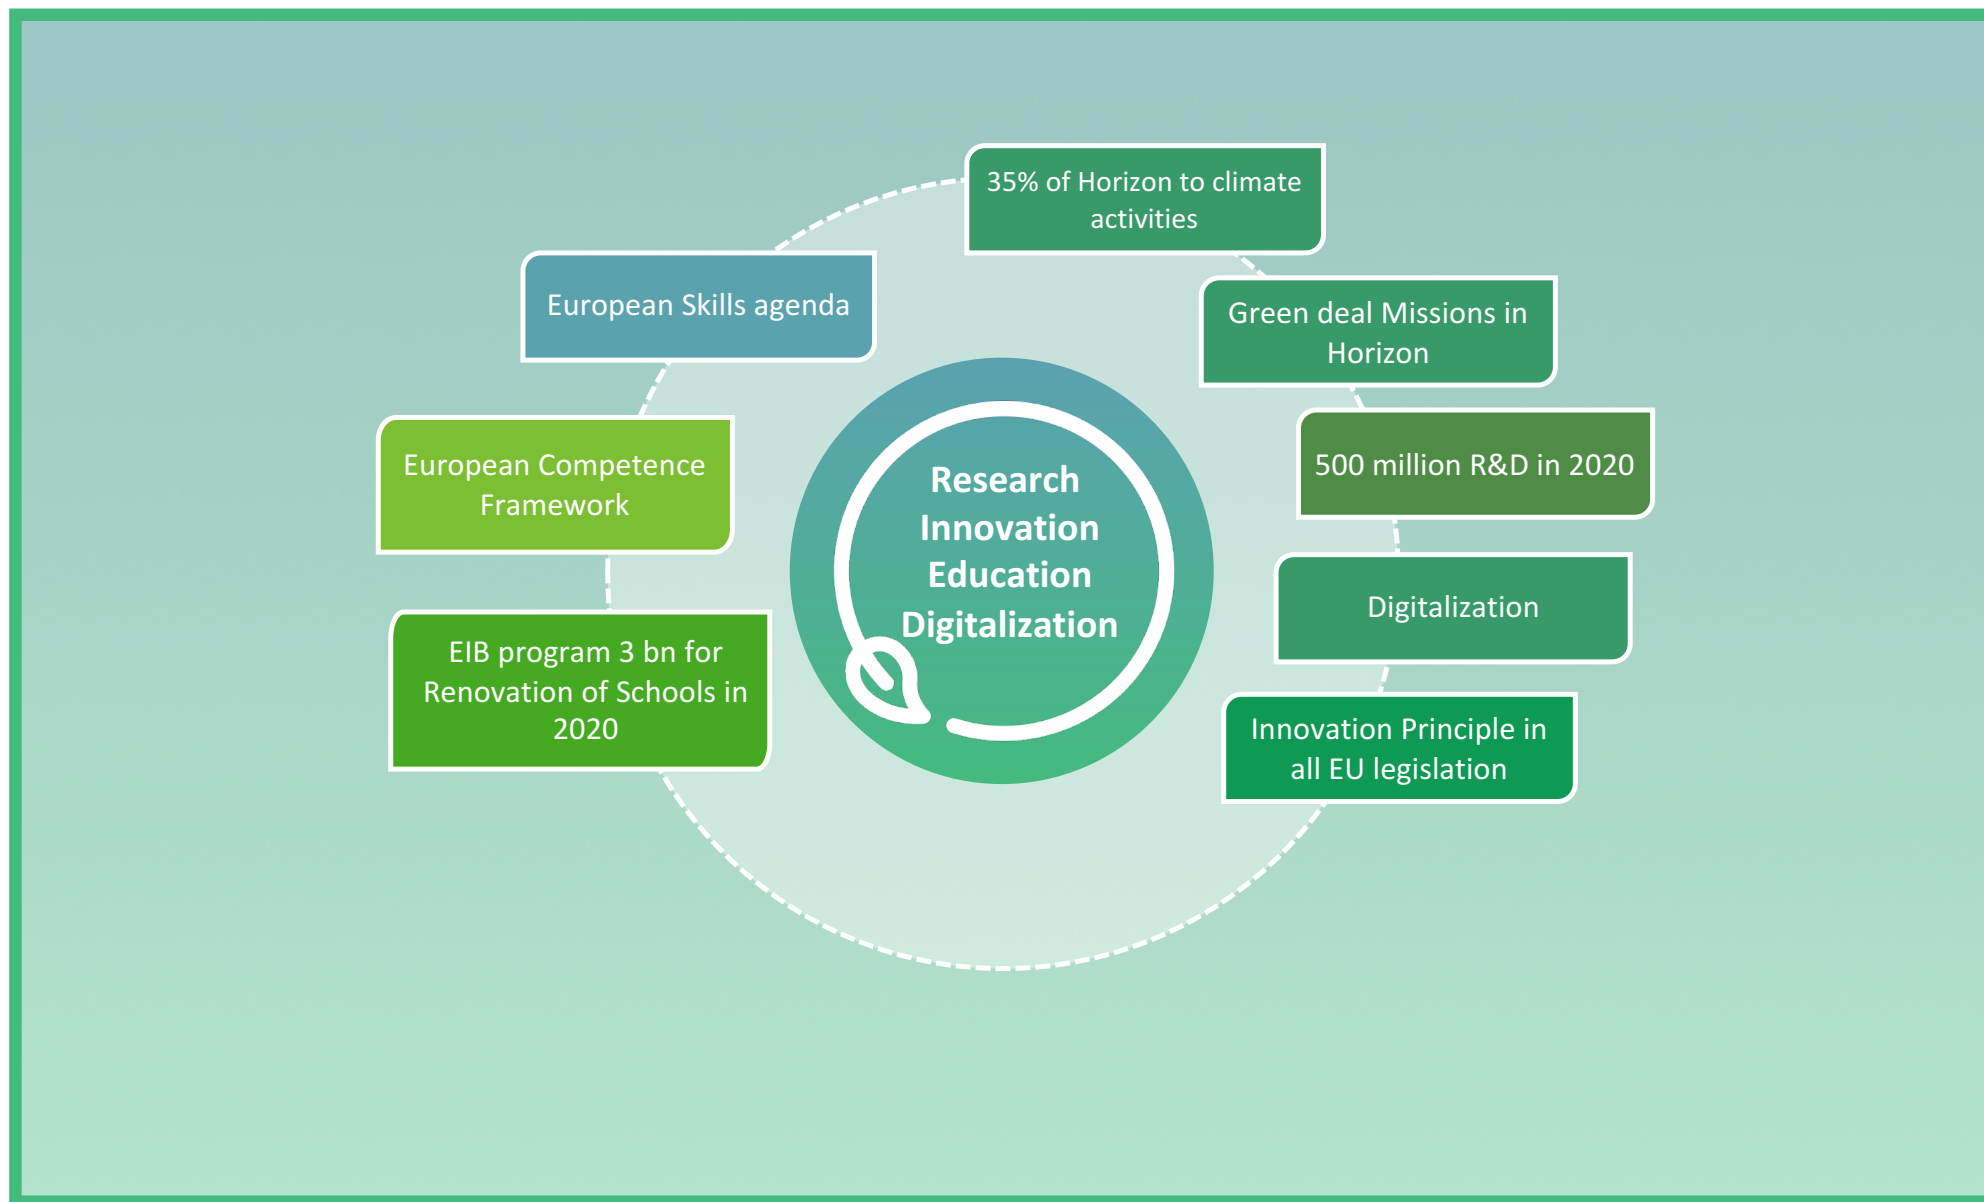 35% of Horizon to climate
activities
European Skills agenda
Green deal Missions in
Horizon
European Competence
Framework
500 million R&D in 2020
Research
Innovation
Education
Digitalization
Digitalization
EIB program 3 bn for
Renovation of Schools in
2020
Innovation Principle in
all EU legislation